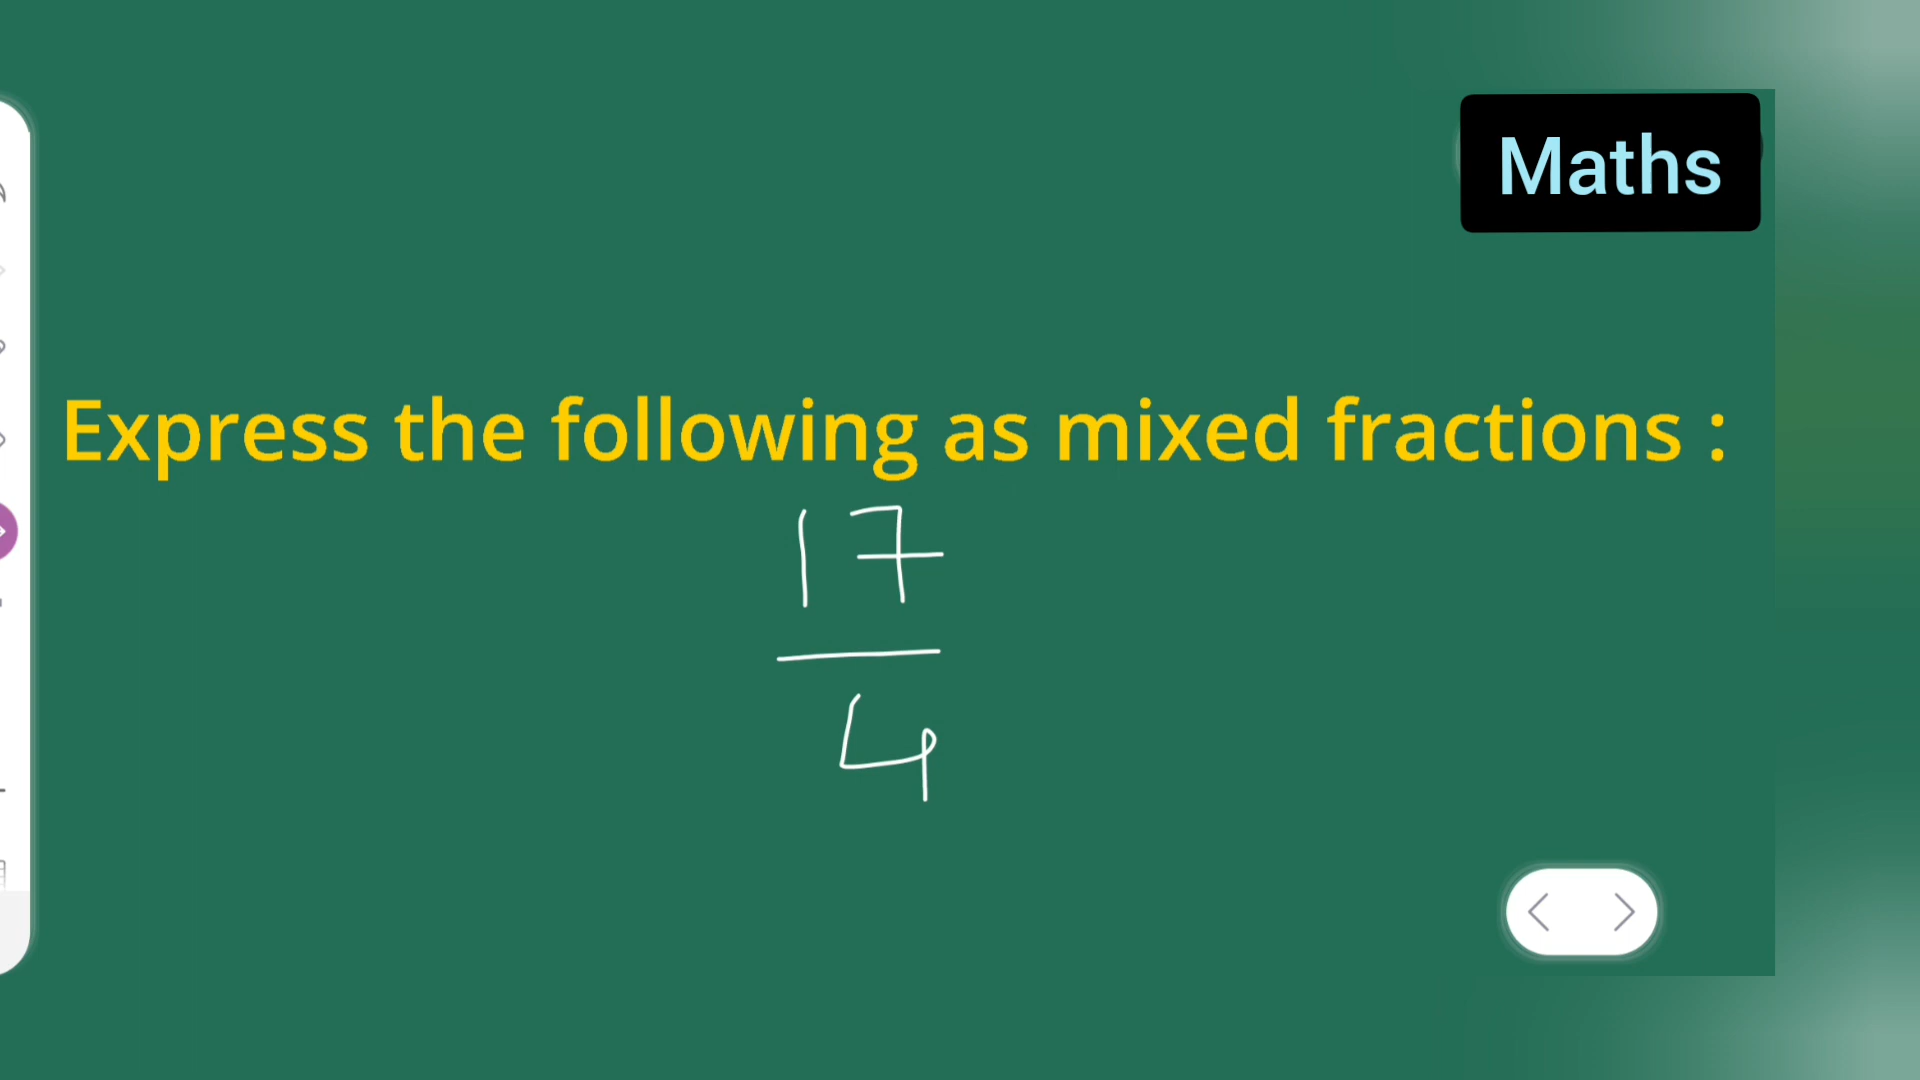 Maths
Express the following as mixed fractions :
17
4